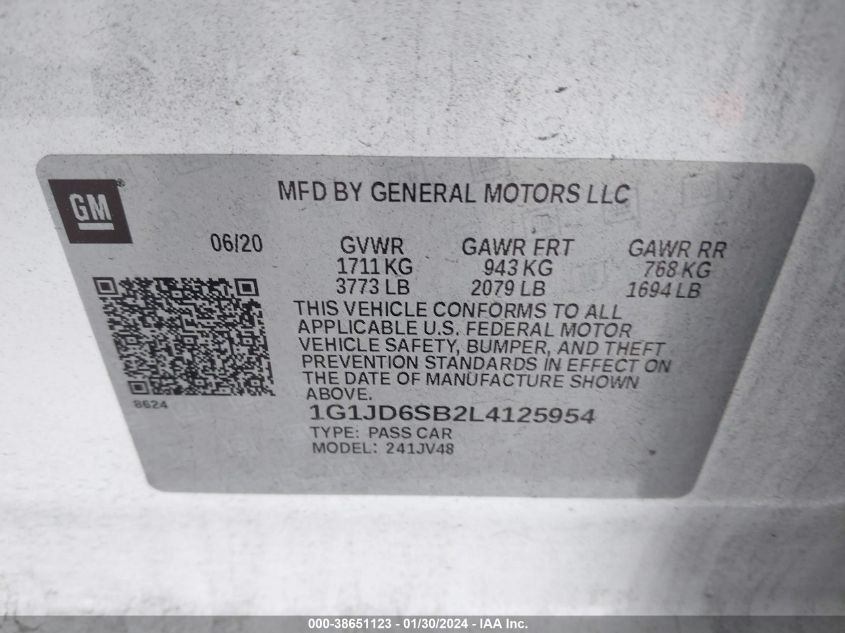 GM®
MFD BY GENERAL MOTORS LLC
06/20 GVWR GAWR FRT GAWR RR
1711 KG 943 KG 768 KG
3773 LB 2079 LB 1694 LB
THIS VEHICLE CONFORMS TO ALL
APPLICABLE U.S. FEDERAL MOTOR
VEHICLE SAFETY, BUMPER, AND THEFT
PREVENTION STANDARDS IN EFFECT ON
THE DATE OF MANUFACTURE SHOWN
ABOVE.
8624
1G1JD6SB2L4125954
TYPE: PASS CAR
MODEL: 241JV48
000-38651123 - 01/30/2024 - IAA Inc.